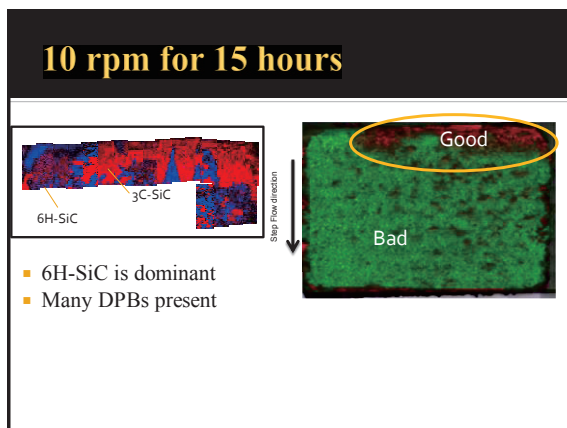 10 rpm for 15 hours
3C-SiC
6H-SiC
6H-SiC is dominant
Many DPBs present
Step Flow direction
Good
Bad